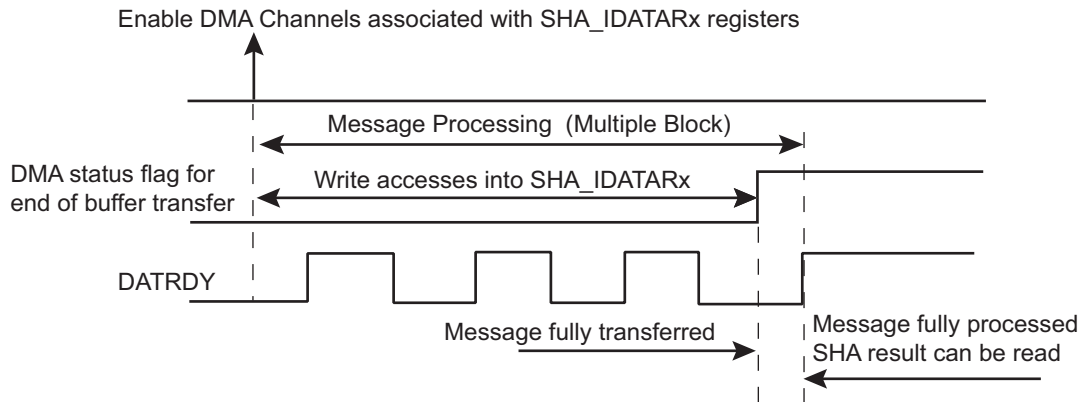 Enable DMA Channels associated with SHA_IDATARx registers
Message Processing (Multiple Block)
DMA status flag for
end of buffer transfer
Write accesses into SHA_IDATARx
DATRDY
Message fully transferred
Message fully processed
SHA result can be read